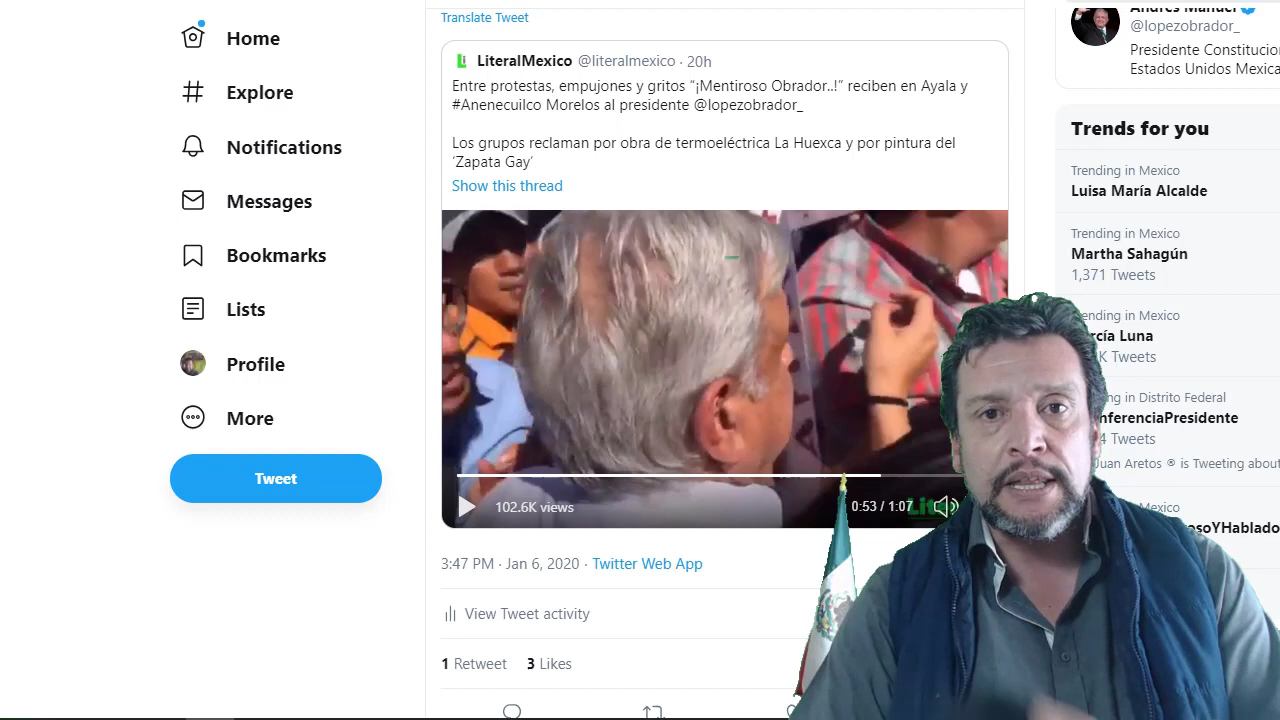 Home
Explore
Notifications
Messages
Bookmarks
Lists
Profile
More
Tweet
Translate Tweet
LiteralMexico @literalmexico · 20h
Entre protestas, empujones y gritos “¡Mentiroso Obrador..!” reciben en Ayala y
#Anenecuilco Morelos al presidente @lopezobrador_
Los grupos reclaman por obra de termoeléctrica La Huexca y por pintura del
‘Zapata Gay’
Show this thread
102.6K views
0:53 / 1:07
3:47 PM · Jan 6, 2020 · Twitter Web App
View Tweet activity
1 Retweet 3 Likes
Andrés Manuel
@lopezobrador_
Presidente
Estados Unidos
Trends for you
Trending in Mexico
Luisa María Alcalde
Trending in Mexico
Martha Sahagún
1,371 Tweets
in Mexico
Luna
Tweets
in Distrito Federal
Tweets
Juan Aretos ® is Tweeting about
Mexico